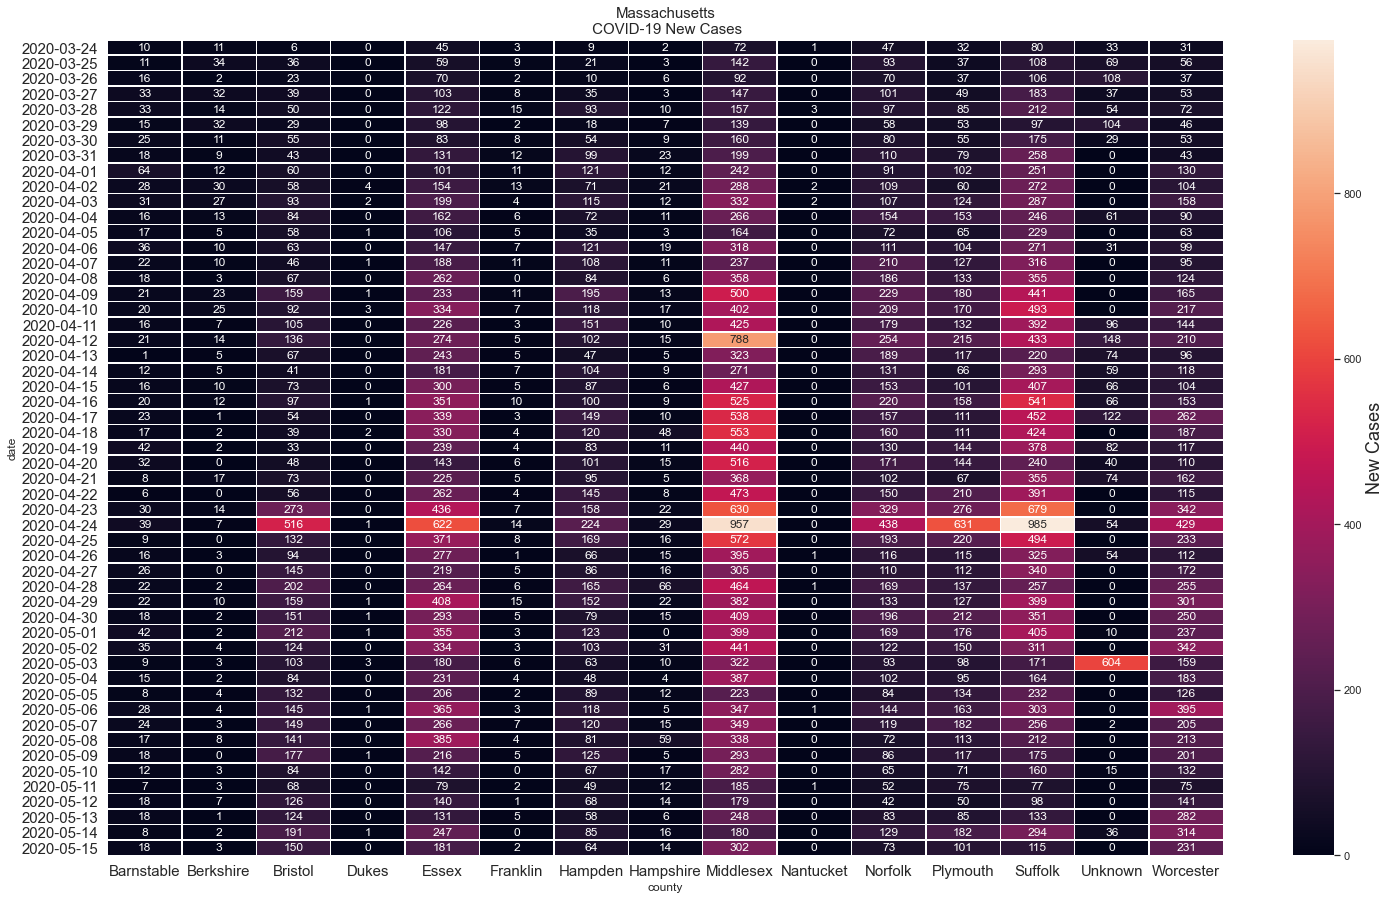 Massachusetts
COVID-19 New Cases
2020-03-24 10 11 6 0 45 3 9 2 72 1 47 32 80 33 31
2020-03-25 11 34 36 0 59 9 21 3 142 0 93 37 108 69 56
2020-03-26 16 2 23 0 70 2 10 6 92 0 70 37 106 108 37
2020-03-27 33 32 39 0 103 8 35 3 147 0 101 49 183 37 53
2020-03-28 33 14 50 0 122 15 93 10 157 3 97 85 212 54 72
2020-03-29 15 32 29 0 98 2 18 7 139 0 58 53 97 104 46
2020-03-30 25 11 55 0 83 8 54 9 160 0 80 55 175 29 53
2020-03-31 18 9 43 0 131 12 99 23 199 0 110 79 258 0 43
2020-04-01 64 12 60 0 101 11 121 12 242 0 91 102 251 0 130
2020-04-02 28 30 58 4 154 13 71 21 288 2 109 60 272 0 104
2020-04-03 31 27 93 2 199 4 115 12 332 2 107 124 287 0 158
2020-04-04 16 13 84 0 162 6 72 11 266 0 154 153 246 61 90
2020-04-05 17 5 58 1 106 5 35 3 164 0 72 65 229 0 63
2020-04-06 36 10 63 0 147 7 121 19 318 0 111 104 271 31 99
2020-04-07 22 10 46 1 188 11 108 11 237 0 210 127 316 0 95
2020-04-08 18 3 67 0 262 0 84 6 358 0 186 133 355 0 124
2020-04-09 21 23 159 1 233 11 195 13 500 0 229 180 441 0 165
2020-04-10 20 25 92 3 334 7 118 17 402 0 209 170 493 0 217
2020-04-11 16 7 105 0 226 3 151 10 425 0 179 132 392 96 144
2020-04-12 21 14 136 0 274 5 102 15 788 0 254 215 433 148 210
2020-04-13 1 5 67 0 243 5 47 5 323 0 189 117 220 74 96
2020-04-14 12 5 41 0 181 7 104 9 271 0 131 66 293 59 118
2020-04-15 16 10 73 0 300 5 87 6 427 0 153 101 407 66 104
2020-04-16 20 12 97 1 351 10 100 9 525 0 220 158 541 66 153
2020-04-17 23 1 54 0 339 3 149 10 538 0 157 111 452 122 262
2020-04-18 17 2 39 2 330 4 120 48 553 0 160 111 424 0 187
2020-04-19 42 2 33 0 239 4 83 11 440 0 130 144 378 82 117
2020-04-20 32 0 48 0 143 6 101 15 516 0 171 144 240 40 110
2020-04-21 8 17 73 0 225 5 95 5 368 0 102 67 355 74 162
2020-04-22 6 0 56 0 262 4 145 8 473 0 150 210 391 0 115
2020-04-23 30 14 273 0 436 7 158 22 630 0 329 276 679 0 342
2020-04-24 39 7 516 1 622 14 224 29 957 0 438 631 985 54 429
2020-04-25 9 0 132 0 371 8 169 16 572 0 193 220 494 0 233
2020-04-26 16 3 94 0 277 1 66 15 395 1 116 115 325 54 112
2020-04-27 26 0 145 0 219 5 86 16 305 0 110 112 340 0 172
2020-04-28 22 2 202 0 264 6 165 66 464 1 169 137 257 0 255
2020-04-29 22 10 159 1 408 15 152 22 382 0 133 127 399 0 301
2020-04-30 18 2 151 1 293 5 79 15 409 0 196 212 351 0 250
2020-05-01 42 2 212 1 355 3 123 0 399 0 169 176 405 10 237
2020-05-02 35 4 124 0 334 3 103 31 441 0 122 150 311 0 342
2020-05-03 9 3 103 3 180 6 63 10 322 0 93 98 171 604 159
2020-05-04 15 2 84 0 231 4 48 4 387 0 102 95 164 0 183
2020-05-05 8 4 132 0 206 2 89 12 223 0 84 134 232 0 126
2020-05-06 28 4 145 1 365 3 118 5 347 1 144 163 303 0 395
2020-05-07 24 3 149 0 266 7 120 15 349 0 119 182 256 2 205
2020-05-08 17 8 141 0 385 4 81 59 338 0 72 113 212 0 213
2020-05-09 18 0 177 1 216 5 125 5 293 0 86 117 175 0 201
2020-05-10 12 3 84 0 142 0 67 17 282 0 65 71 160 15 132
2020-05-11 7 3 68 0 79 2 49 12 185 1 52 75 77 0 75
2020-05-12 18 7 126 0 140 1 68 14 179 0 42 50 98 0 141
2020-05-13 18 1 124 0 131 5 58 6 248 0 83 85 133 0 282
2020-05-14 8 2 191 1 247 0 85 16 180 0 129 182 294 36 314
2020-05-15 18 3 150 0 181 2 64 14 302 0 73 101 115 0 231
Barnstable Berkshire Bristol Dukes Essex Franklin Hampden Hampshire Middlesex Nantucket Norfolk Plymouth Suffolk Unknown Worcester
county
date
800
600
400
200
0
New Cases